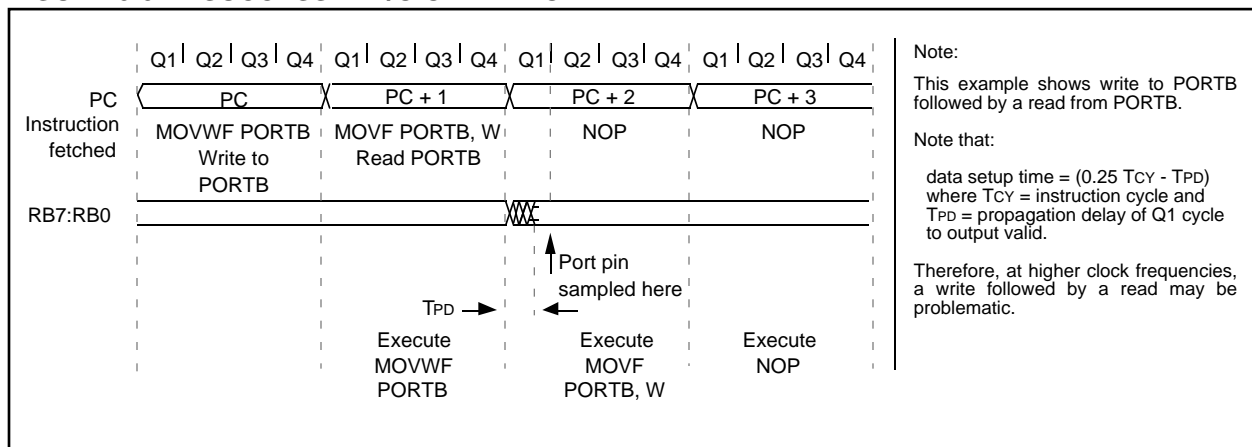 Q1 Q2 Q3 Q4 Q1 Q2 Q3 Q4 Q1 Q2 Q3 Q4 Q1 Q2 Q3 Q4
PC PC PC + 1 PC + 2 PC + 3
Instruction
fetched
MOVWF PORTB MOVF PORTB, W NOP NOP
Write to Read PORTB
PORTB
RB7:RB0
Port pin
sampled here
TPD
Execute Execute Execute
MOVWF MOVF NOP
PORTB PORTB, W
Note:
This example shows write to PORTB
followed by a read from PORTB.
Note that:
data setup time = (0.25 TCY - TPD)
where TCY = instruction cycle and
TPD = propagation delay of Q1 cycle
to output valid.
Therefore, at higher clock frequencies,
a write followed by a read may be
problematic.